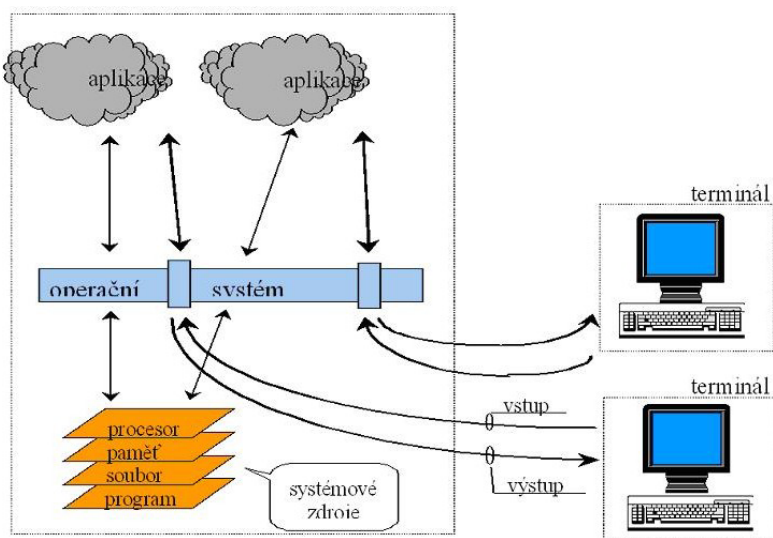 aplikace
aplikace
terminál
operační systém
terminál
vstup
procesor
paměť
soubor
program
systémové
zdroje
výstup